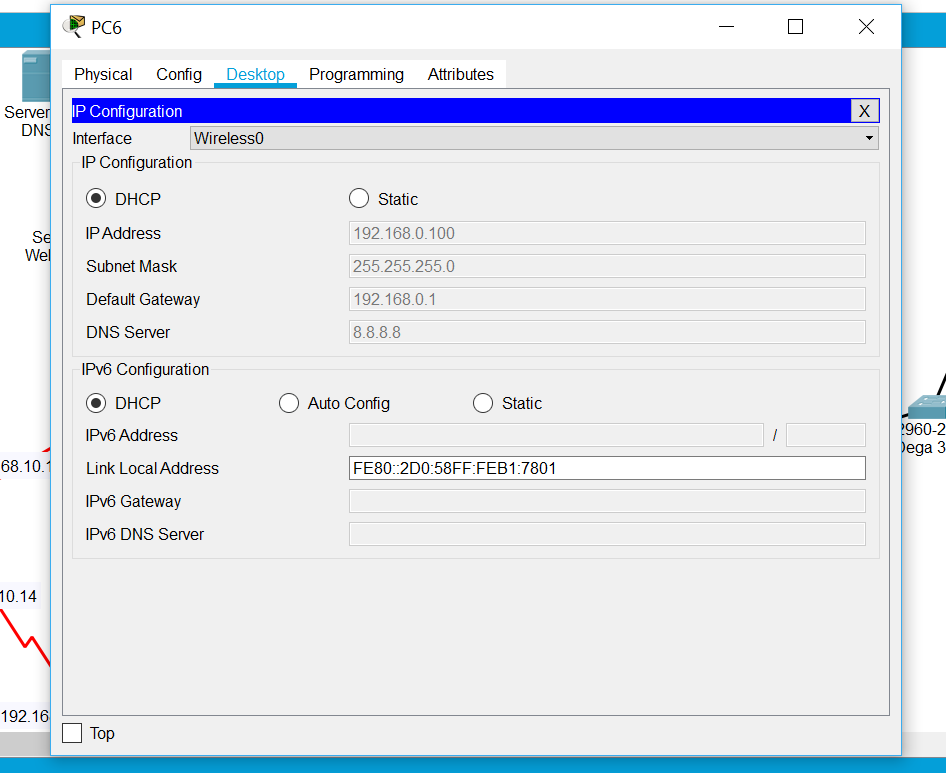 PC6
Physical Config Desktop Programming Attributes
IP Configuration X
Interface Wireless0
IP Configuration
DHCP Static
IP Address 192.168.0.100
Subnet Mask 255.255.255.0
Default Gateway 192.168.0.1
DNS Server 8.8.8.8
IPv6 Configuration
DHCP Auto Config Static
IPv6 Address /
Link Local Address FE80::2D0:58FF:FEB1:7801
IPv6 Gateway
IPv6 DNS Server
Top
Server
DNS
Se
Wel
68.10.1
10.14
192.16
2960-2
Dega 3